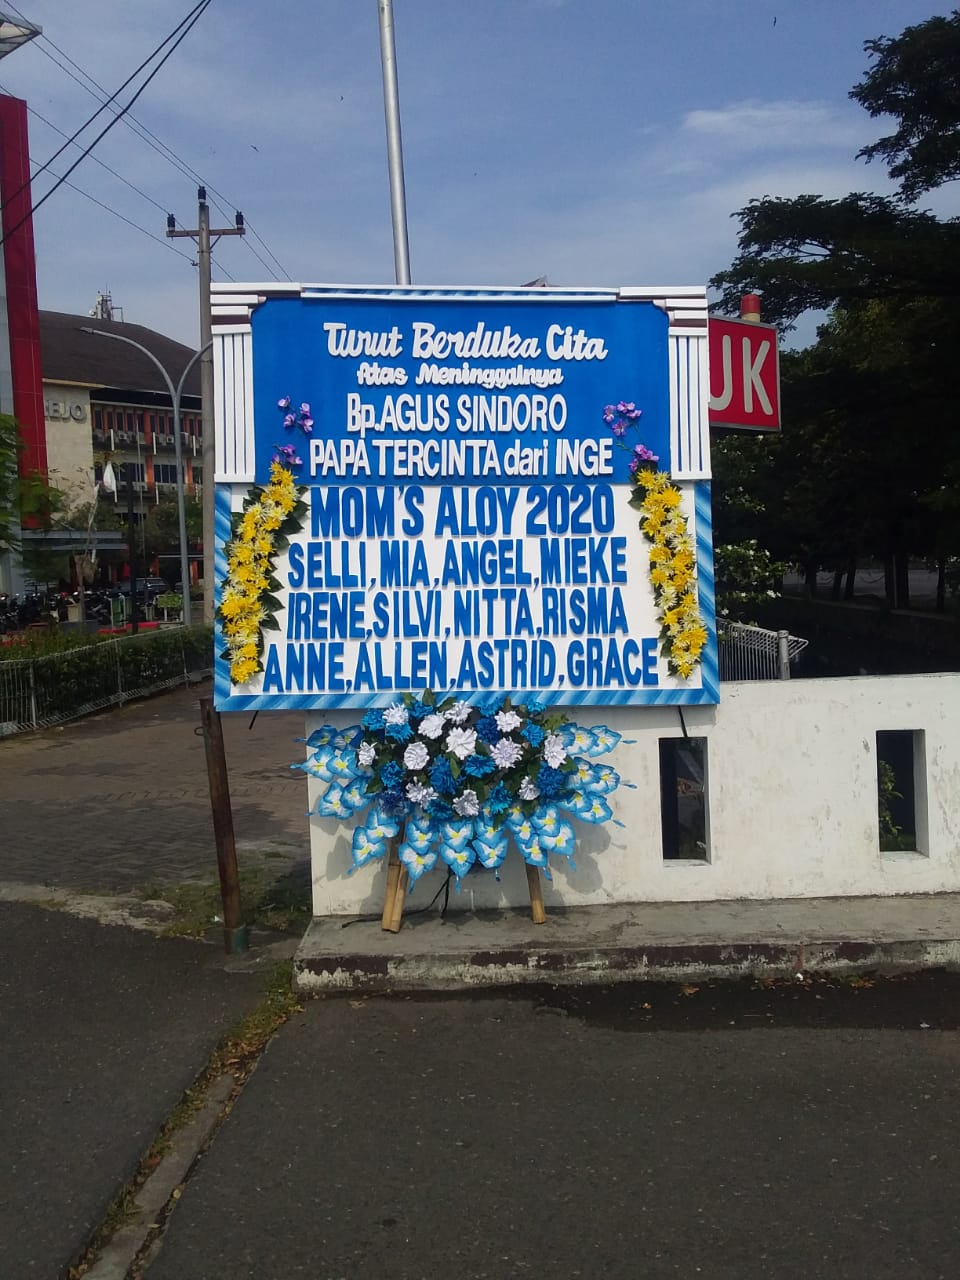 Turut Berduka Cita
Atas Meninggalnya
Bp. AGUS SINDORO
PAPA TERCINTA dari INGE
MOM'S ALOY 2020
SELLI, MIA, ANGEL, MIEKE
IRENE, SILVI, NITTA, RISMA
ANNE, ALLEN, ASTRID, GRACE
UK
EJO